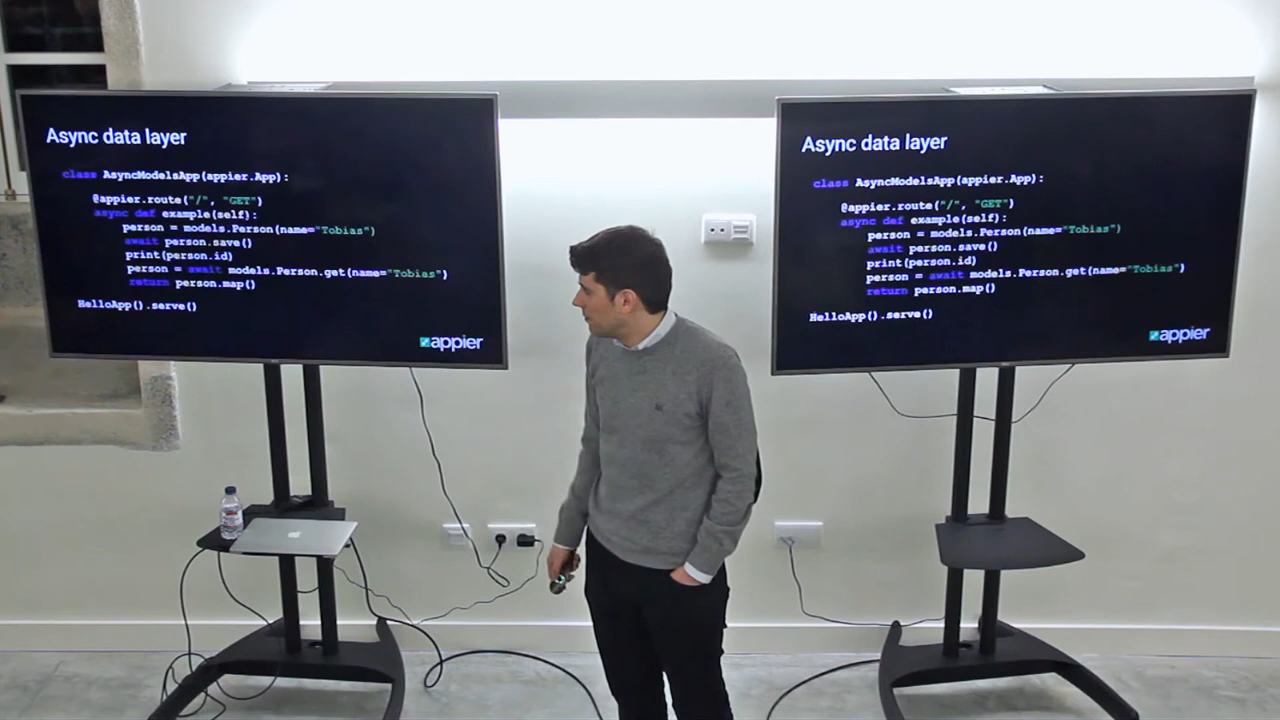 Async data layer
class AsyncModelsApp(appier.App):
@appier.route("/", "GET")
async def example(self):
person = models.Person(name="Tobias")
await person.save()
print(person.id)
person = await models.Person.get(name="Tobias")
return person.map()
HelloApp().serve()
appier
Async data layer
class AsyncModelsApp(appier.App):
@appier.route("/", "GET")
async def example(self):
person = models.Person(name="Tobias")
await person.save()
print(person.id)
person = await models.Person.get(name="Tobias")
return person.map()
HelloApp().serve()
appier